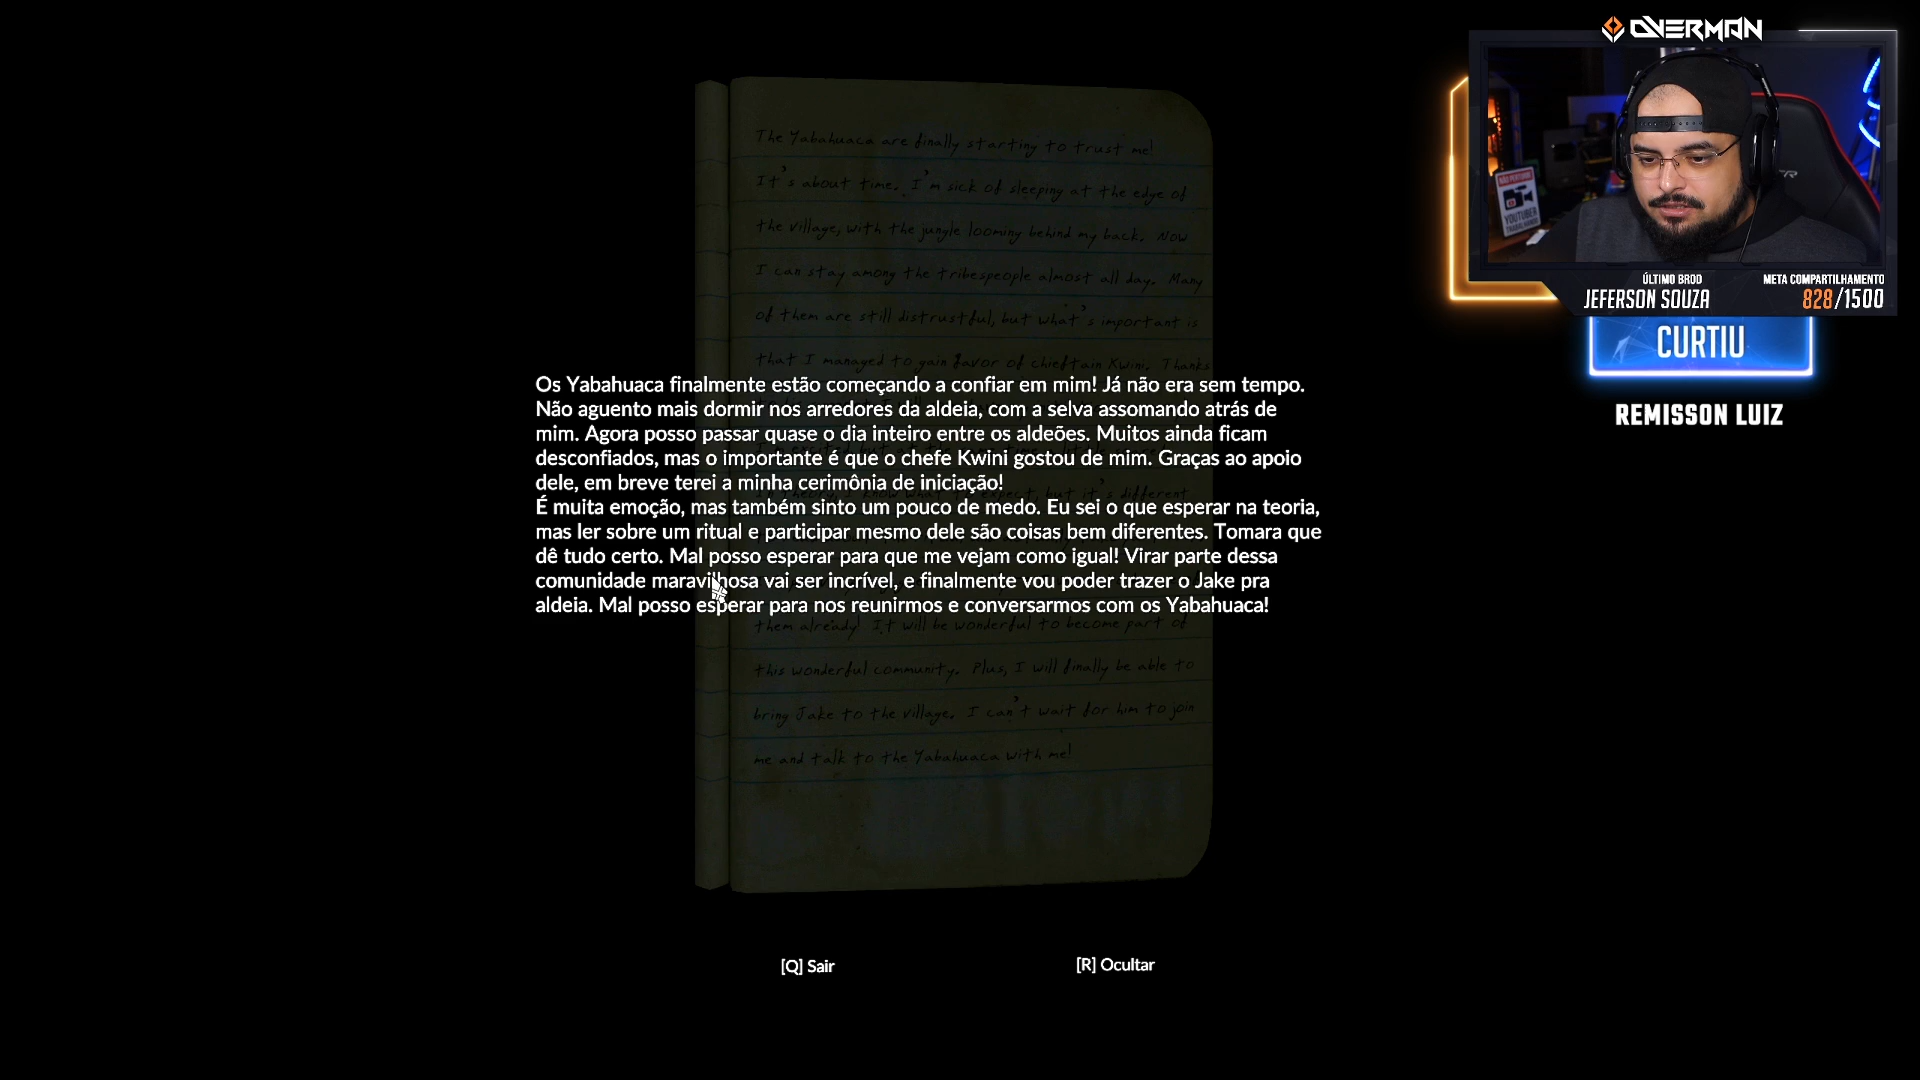 OVERMAN
The Yabahuaca are finally starting to trust me!
It's about time. I'm sick of sleeping at the edge of
the village, with the jungle looming behind my back. Now
I can stay among the tribespeople almost all day. Many
of them are still distrustful, but what's important is
that I managed to gain favor of chieftain Kwini. Thanks
Os Yabahuaca finalmente estão começando a confiar em mim! Já não era sem tempo.
Não aguento mais dormir nos arredores da aldeia, com a selva assomando atrás de
mim. Agora posso passar quase o dia inteiro entre os aldeões. Muitos ainda ficam
desconfiados, mas o importante é que o chefe Kwini gostou de mim. Graças ao apoio
dele, em breve terei a minha cerimônia de iniciação!
É muita emoção, mas também sinto um pouco de medo. Eu sei o que esperar na teoria,
mas ler sobre um ritual e participar mesmo dele são coisas bem diferentes. Tomara que
dê tudo certo. Mal posso esperar para que me vejam como igual! Virar parte dessa
comunidade maravilhosa vai ser incrível, e finalmente vou poder trazer o Jake pra
aldeia. Mal posso esperar para nos reunirmos e conversarmos com os Yabahuaca!
them already! It will be wonderful to become part of
this wonderful community. Plus, I will finally be able to
bring Jake to the village. I can't wait for him to join
me and talk to the Yabahuaca with me!
[Q] Sair
[R] Ocultar
YOUTUBER
ÚLTIMO BROD
JEFERSON SOUZA
META COMPARTILHAMENTO
828/1500
CURTIU
REMISSON LUIZ